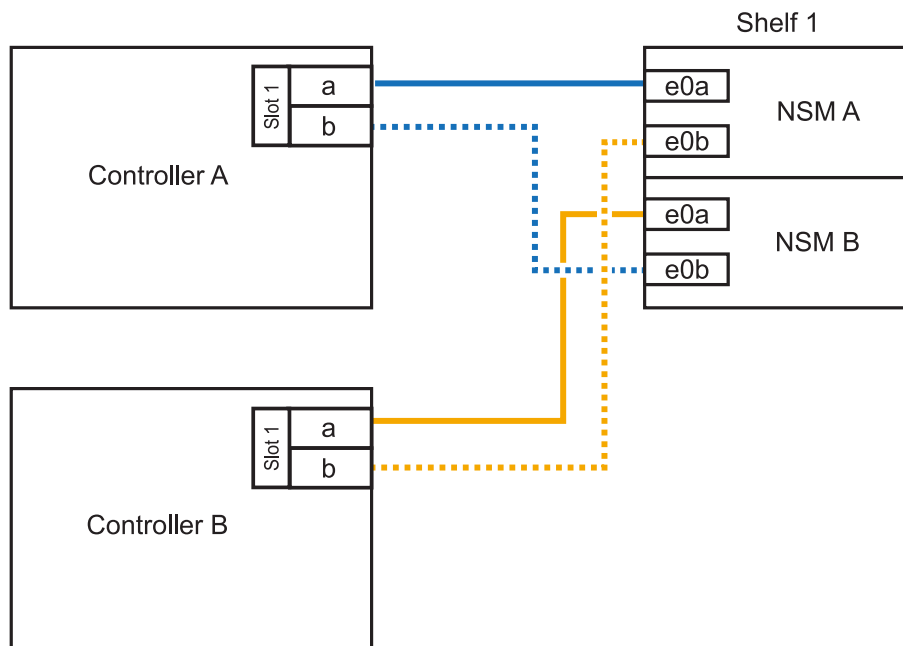 Shelf 1
Slot 1
a
b
Controller A
e0a
e0b
NSM A
e0a
e0b
NSM B
Slot 1
a
b
Controller B